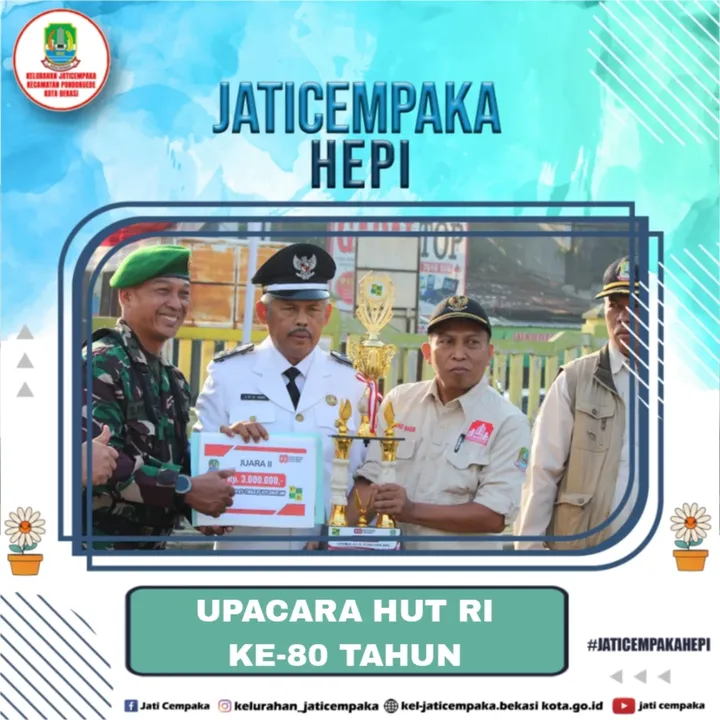 KELURAHAN JATICEMPAKA
KECAMATAN PONDOKGEDE
KOTA BEKASI
JATICEMPAKA
HEPI
TOP
JUARA II
Rp. 3.000.000,-
UPACARA HUT RI
KE-80 TAHUN
#JATICEMPAKAHEPI
Jati Cempaka
kelurahan_jaticempaka
kel-jaticempaka.bekasi kota.go.id
jati cempaka